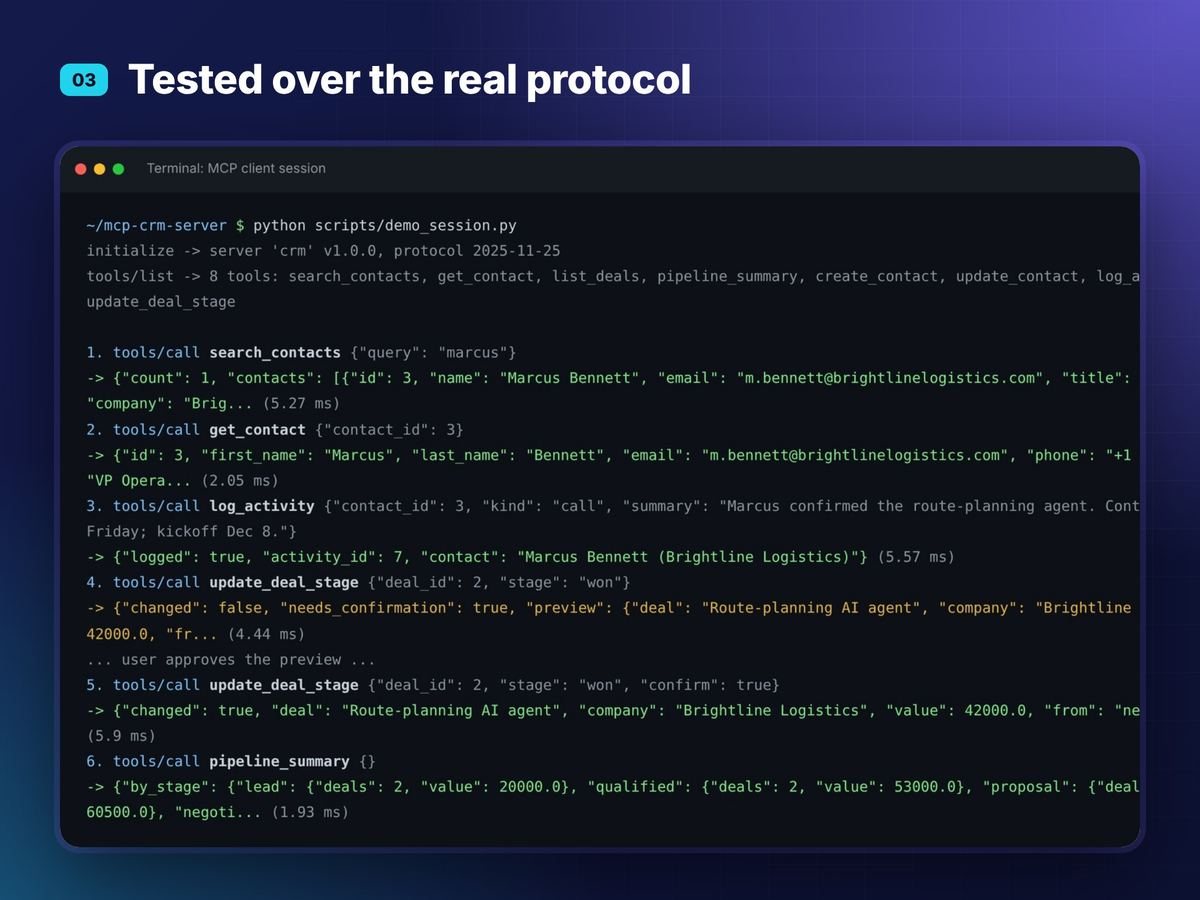 03 Tested over the real protocol
Terminal: MCP client session
~/mcp-crm-server $ python scripts/demo_session.py
initialize -> server 'crm' v1.0.0, protocol 2025-11-25
tools/list -> 8 tools: search_contacts, get_contact, list_deals, pipeline_summary, create_contact, update_contact, log_a
update_deal_stage
1. tools/call search_contacts {"query": "marcus"}
-> {"count": 1, "contacts": [{"id": 3, "name": "Marcus Bennett", "email": "m.bennett@brightlinelogistics.com", "title":
"company": "Brig... (5.27 ms)
2. tools/call get_contact {"contact_id": 3}
-> {"id": 3, "first_name": "Marcus", "last_name": "Bennett", "email": "m.bennett@brightlinelogistics.com", "phone": "+1
"VP Opera... (2.05 ms)
3. tools/call log_activity {"contact_id": 3, "kind": "call", "summary": "Marcus confirmed the route-planning agent. Cont
Friday; kickoff Dec 8."}
-> {"logged": true, "activity_id": 7, "contact": "Marcus Bennett (Brightline Logistics)"} (5.57 ms)
4. tools/call update_deal_stage {"deal_id": 2, "stage": "won"}
-> {"changed": false, "needs_confirmation": true, "preview": {"deal": "Route-planning AI agent", "company": "Brightline
42000.0, "fr... (4.44 ms)
... user approves the preview ...
5. tools/call update_deal_stage {"deal_id": 2, "stage": "won", "confirm": true}
-> {"changed": true, "deal": "Route-planning AI agent", "company": "Brightline Logistics", "value": 42000.0, "from": "ne
(5.9 ms)
6. tools/call pipeline_summary {}
-> {"by_stage": {"lead": {"deals": 2, "value": 20000.0}, "qualified": {"deals": 2, "value": 53000.0}, "proposal": {"deal
60500.0}, "negoti... (1.93 ms)